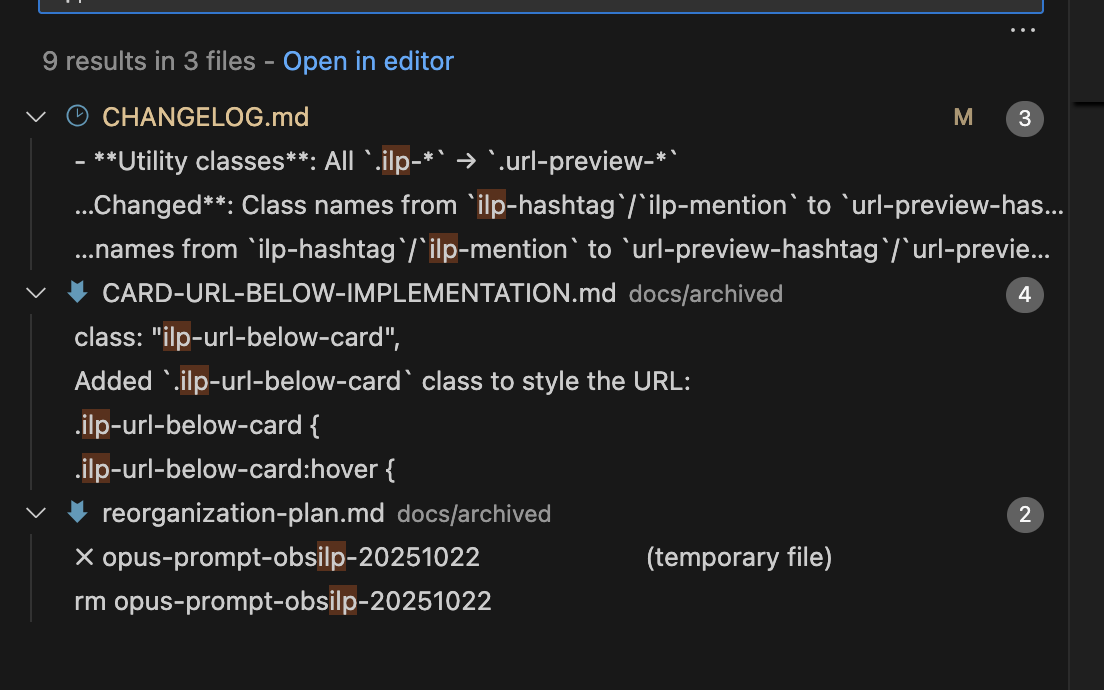 9 results in 3 files - Open in editor
CHANGELOG.md M 3
- **Utility classes**: All `.ilp-*` → `.url-preview-*`
...Changed**: Class names from `ilp-hashtag`/`ilp-mention` to `url-preview-has...
...names from `ilp-hashtag`/`ilp-mention` to `url-preview-hashtag`/`url-previe...
CARD-URL-BELOW-IMPLEMENTATION.md docs/archived 4
class: "ilp-url-below-card",
Added `.ilp-url-below-card` class to style the URL:
.ilp-url-below-card {
.ilp-url-below-card:hover {
reorganization-plan.md docs/archived 2
✕ opus-prompt-obsilp-20251022 (temporary file)
rm opus-prompt-obsilp-20251022